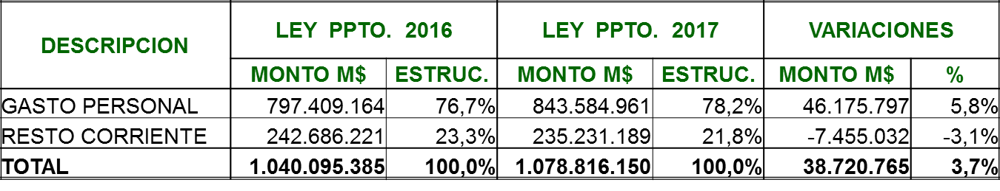 DESCRIPCION LEY PPTO. 2016 LEY PPTO. 2017 VARIACIONES
MONTO M$ ESTRUC. MONTO M$ ESTRUC. MONTO M$ %
GASTO PERSONAL 797.409.164 76,7% 843.584.961 78,2% 46.175.797 5,8%
RESTO CORRIENTE 242.686.221 23,3% 235.231.189 21,8% -7.455.032 -3,1%
TOTAL 1.040.095.385 100,0% 1.078.816.150 100,0% 38.720.765 3,7%